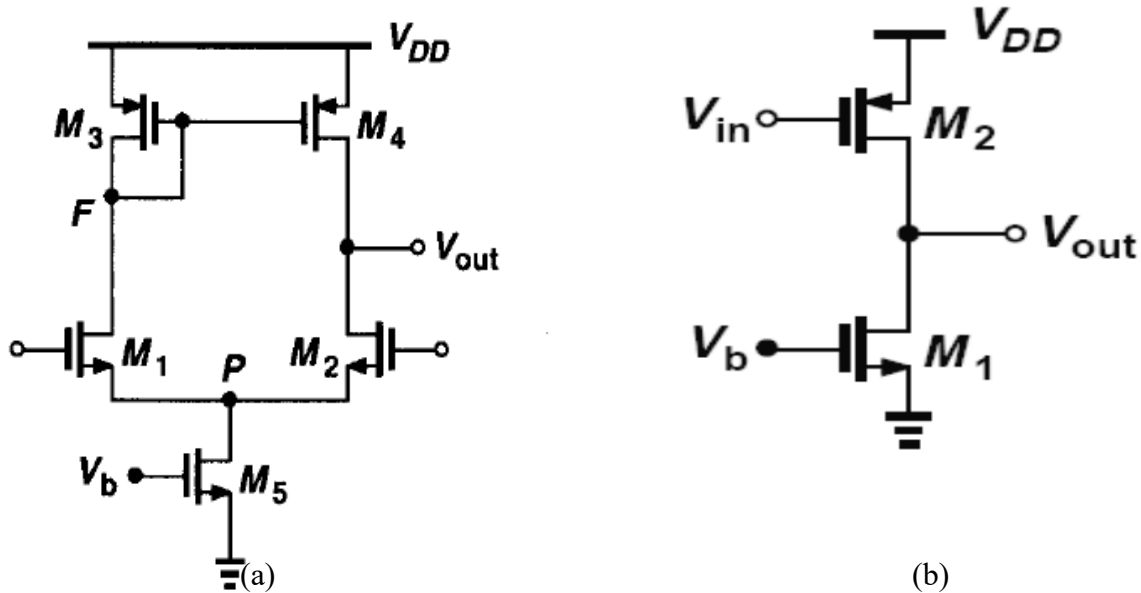 V_DD
M_3
M_4
F
V_out
M_1
M_2
P
V_b
M_5
(a)
V_DD
V_in
M_2
V_out
V_b
M_1
(b)